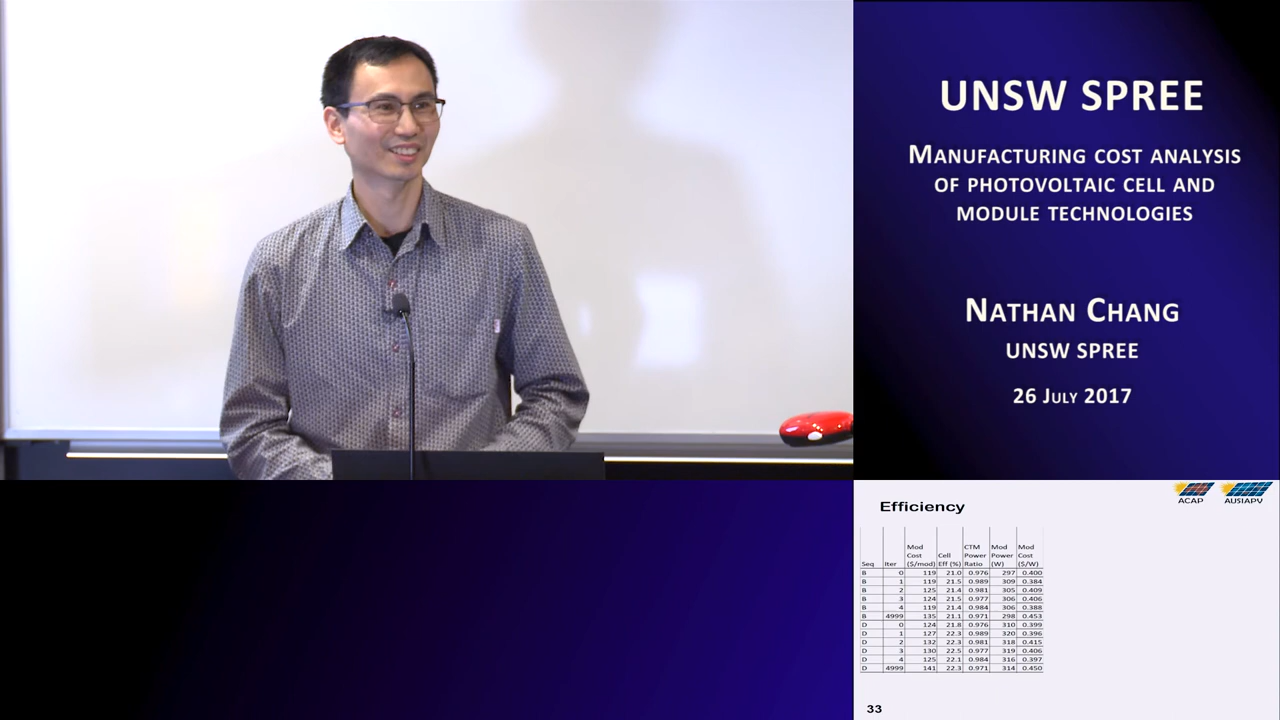 UNSW SPREE
Manufacturing cost analysis
of photovoltaic cell and
module technologies
Nathan Chang
UNSW SPREE
26 July 2017
ACAP AUSIAPV
Efficiency
Seq Iter Mod Cost ($/mod) Cell Eff (%) CTM Power Ratio Mod Power (W) Mod Cost ($/W)
B 0 119 21.0 0.976 297 0.400
B 1 119 21.5 0.989 309 0.384
B 2 125 21.4 0.981 305 0.409
B 3 124 21.5 0.977 306 0.406
B 4 119 21.4 0.984 306 0.388
B 4999 135 21.1 0.971 298 0.453
D 0 124 21.8 0.976 310 0.399
D 1 127 22.3 0.989 320 0.396
D 2 132 22.3 0.981 318 0.415
D 3 130 22.5 0.977 319 0.406
D 4 125 22.1 0.984 316 0.397
D 4999 141 22.3 0.971 314 0.450
33